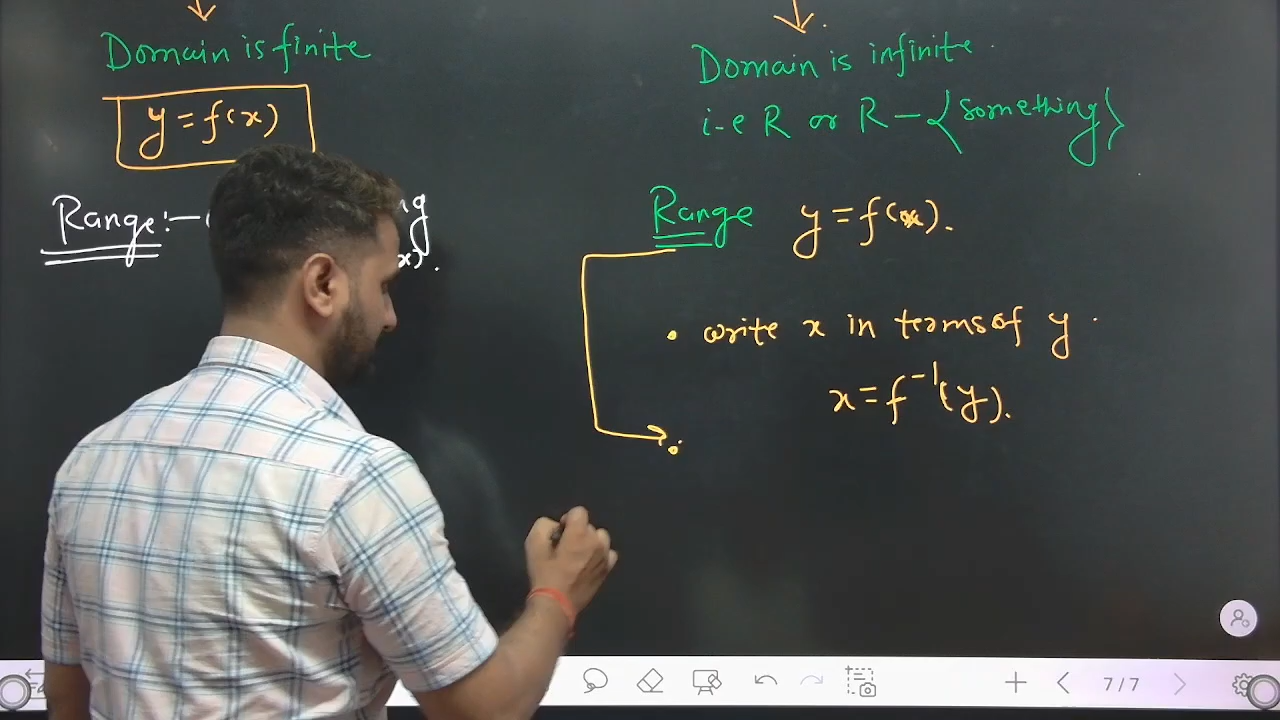 Domain is finite
y = f(x)
Range :–
x).
Domain is infinite.
i-e R or R – {something}
Range y = f(x).
• write x in terms of y.
x = f⁻¹(y).
7/7